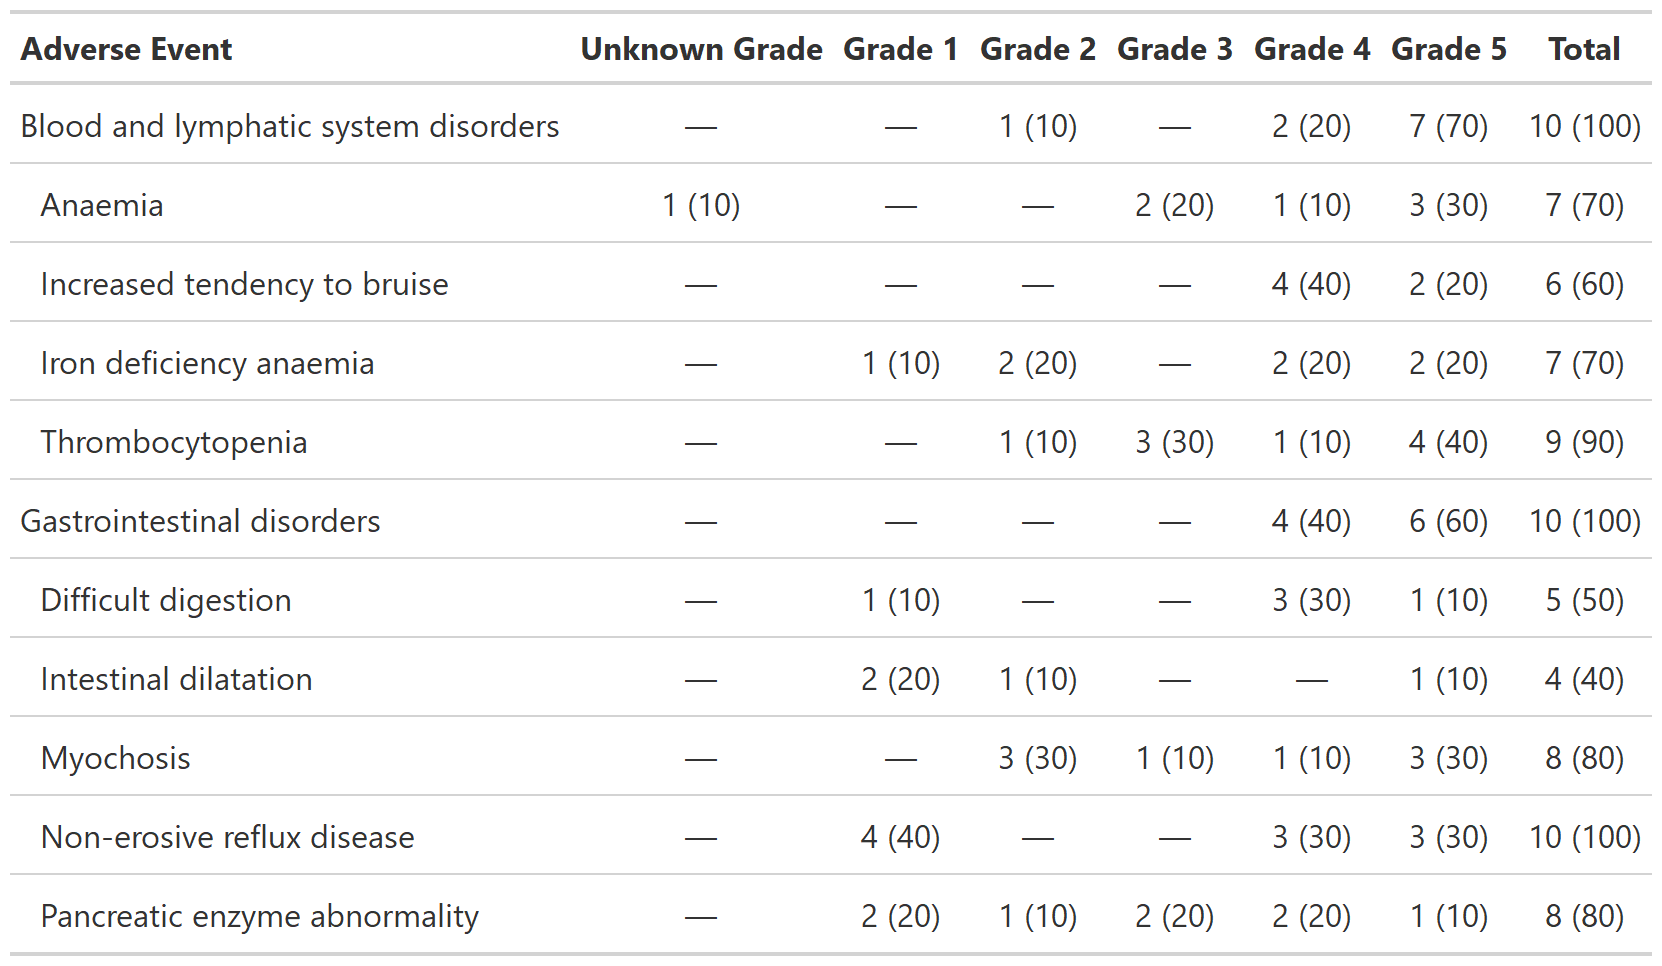 Adverse Event Unknown Grade Grade 1 Grade 2 Grade 3 Grade 4 Grade 5 Total
Blood and lymphatic system disorders — — 1 (10) — 2 (20) 7 (70) 10 (100)
Anaemia 1 (10) — — 2 (20) 1 (10) 3 (30) 7 (70)
Increased tendency to bruise — — — — 4 (40) 2 (20) 6 (60)
Iron deficiency anaemia — 1 (10) 2 (20) — 2 (20) 2 (20) 7 (70)
Thrombocytopenia — — 1 (10) 3 (30) 1 (10) 4 (40) 9 (90)
Gastrointestinal disorders — — — — 4 (40) 6 (60) 10 (100)
Difficult digestion — 1 (10) — — 3 (30) 1 (10) 5 (50)
Intestinal dilatation — 2 (20) 1 (10) — — 1 (10) 4 (40)
Myochosis — — 3 (30) 1 (10) 1 (10) 3 (30) 8 (80)
Non-erosive reflux disease — 4 (40) — — 3 (30) 3 (30) 10 (100)
Pancreatic enzyme abnormality — 2 (20) 1 (10) 2 (20) 2 (20) 1 (10) 8 (80)